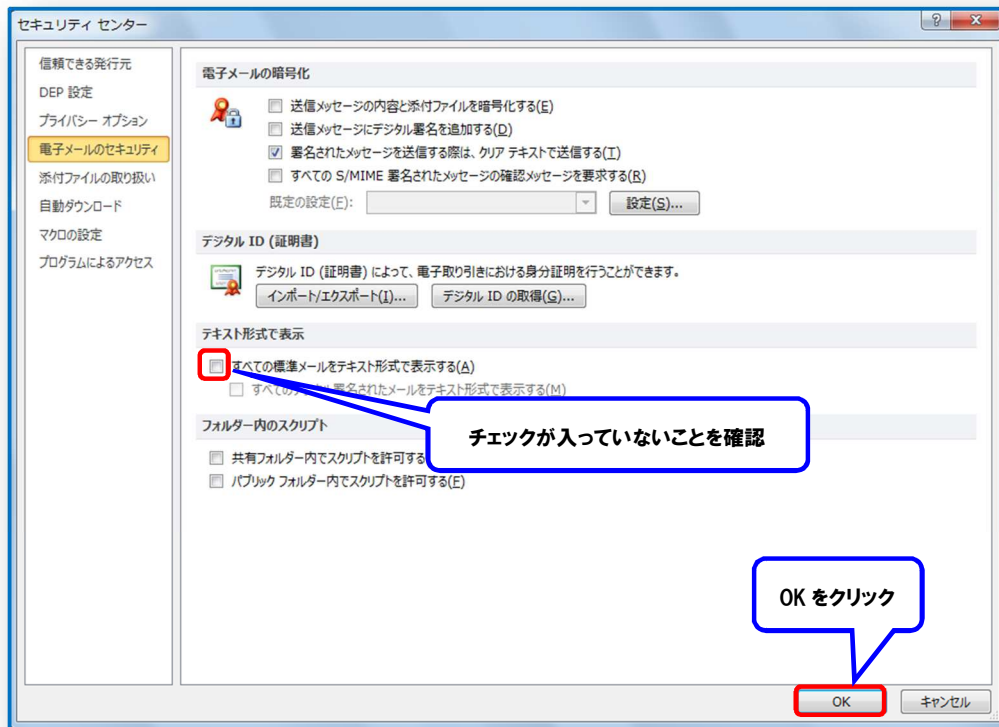 セキュリティ センター
信頼できる発行元
DEP 設定
プライバシー オプション
電子メールのセキュリティ
添付ファイルの取り扱い
自動ダウンロード
マクロの設定
プログラムによるアクセス
電子メールの暗号化
送信メッセージの内容と添付ファイルを暗号化する(E)
送信メッセージにデジタル署名を追加する(D)
署名されたメッセージを送信する際は、クリア テキストで送信する(T)
すべての S/MIME 署名されたメッセージの確認メッセージを要求する(R)
既定の設定(F):
設定(S)...
デジタル ID (証明書)
デジタル ID (証明書) によって、電子取り引きにおける身分証明を行うことができます。
インポート/エクスポート(I)...
デジタル ID の取得(G)...
テキスト形式で表示
すべての標準メールをテキスト形式で表示する(A)
すべてのデジタル署名されたメールをテキスト形式で表示する(M)
チェックが入っていないことを確認
フォルダー内のスクリプト
共有フォルダー内でスクリプトを許可する
パブリック フォルダー内でスクリプトを許可する(F)
OK をクリック
OK
キャンセル